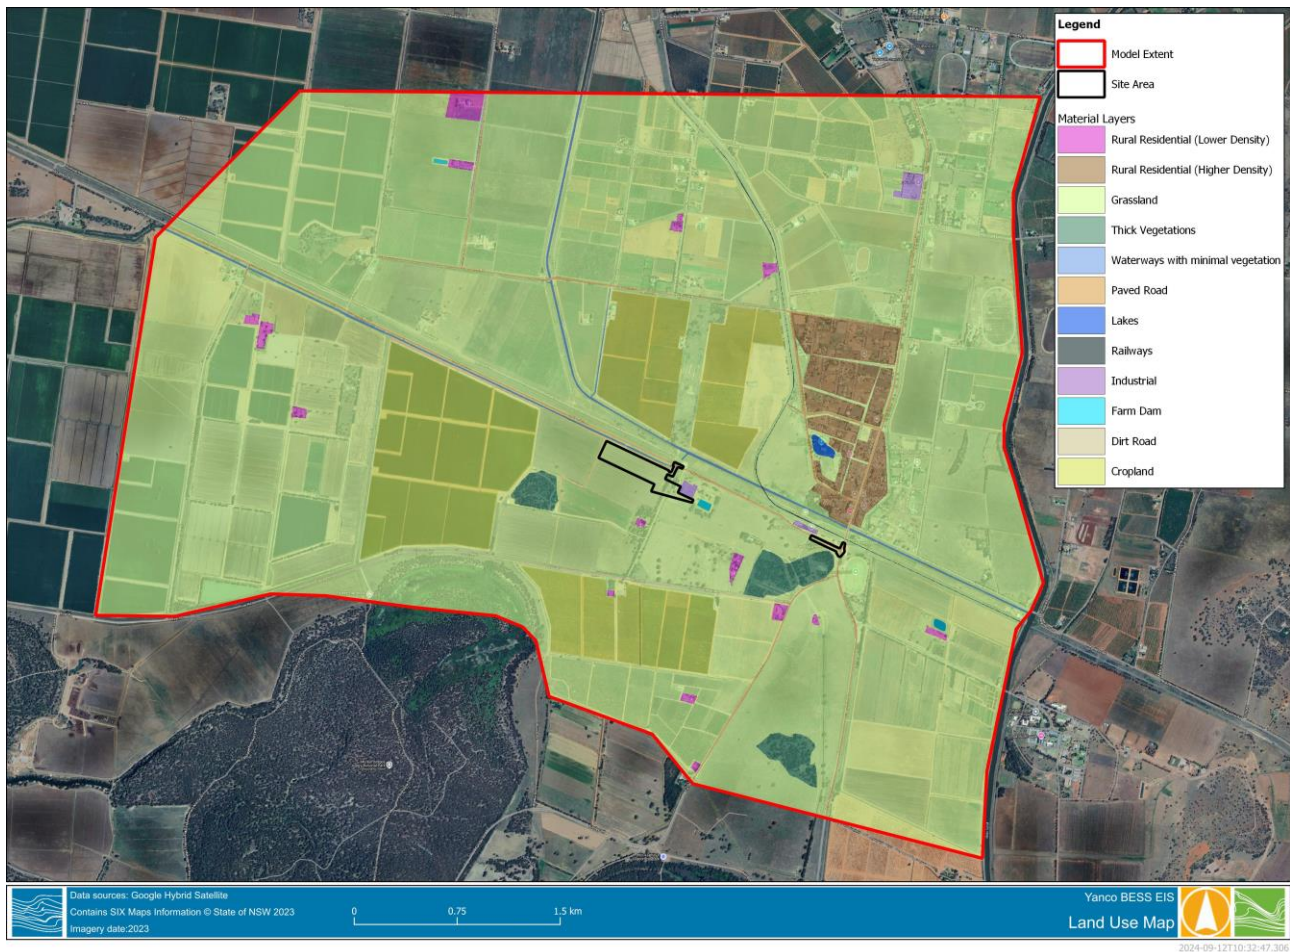 Legend
Model Extent
Site Area
Material Layers
Rural Residential (Lower Density)
Rural Residential (Higher Density)
Grassland
Thick Vegetations
Waterways with minimal vegetation
Paved Road
Lakes
Railways
Industrial
Farm Dam
Dirt Road
Cropland
Data sources: Google Hybrid Satellite
Contains SIX Maps Information © State of NSW 2023
Imagery date:2023
0 0.75 1.5 km
Yanco BESS EIS
Land Use Map
2024-09-12T10:32:47.306